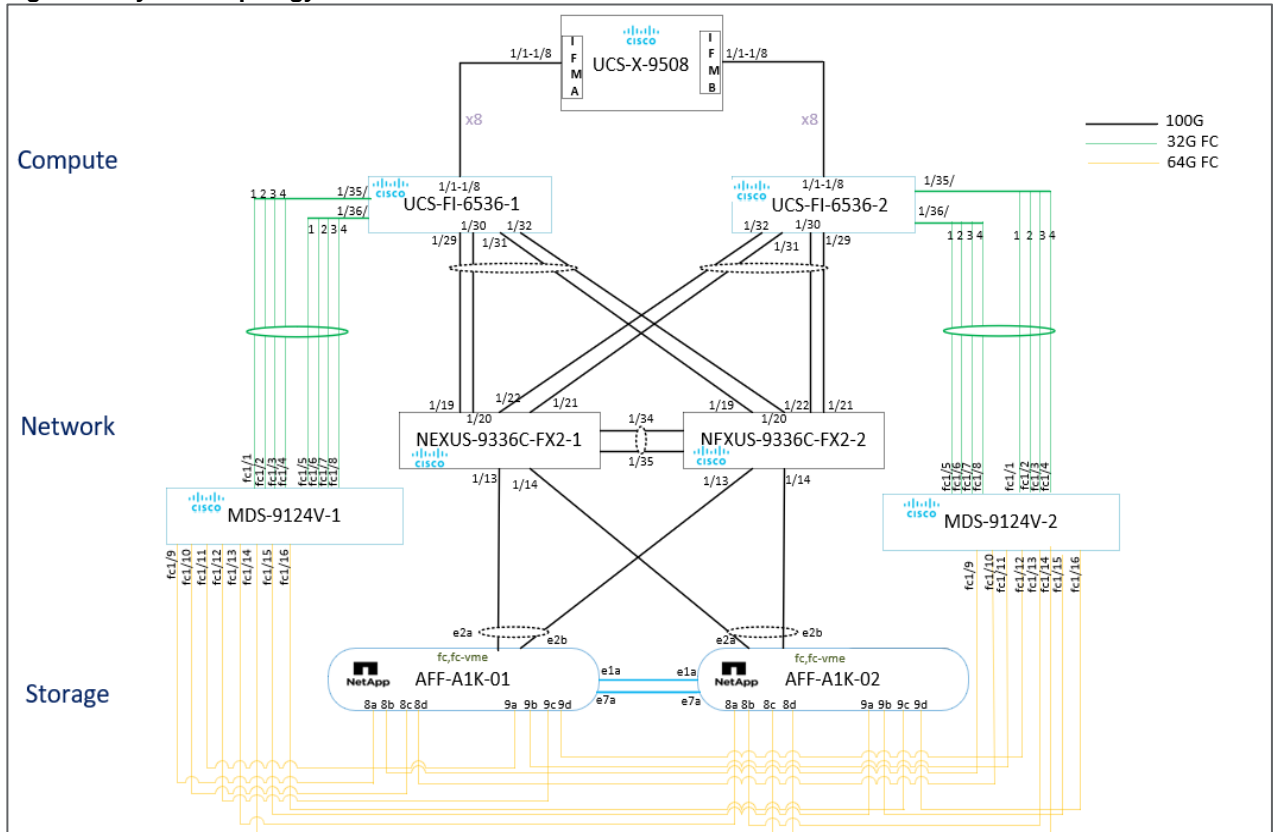 cisco
UCS-X-9508
I
F
M
A
I
F
M
B
1/1-1/8
1/1-1/8
x8
x8
100G
32G FC
64G FC
Compute
1 2 3 4
1/35/
1/36/
1 2 3 4
cisco
1/1-1/8
UCS-FI-6536-1
1/30
1/32
1/29
1/31
cisco
1/1-1/8
UCS-FI-6536-2
1/32
1/30
1/31
1/29
1/35/
1/36/
1 2 3 4
1 2 3 4
Network
1/19
1/22
1/20
1/21
NEXUS-9336C-FX2-1
cisco
1/34
1/35
1/19
1/22
1/20
1/21
NFXUS-9336C-FX2-2
cisco
1/13
1/14
1/13
1/14
fc1/1
fc1/2
fc1/3
fc1/4
fc1/5
fc1/6
fc1/7
fc1/8
cisco
MDS-9124V-1
fc1/9
fc1/10
fc1/11
fc1/12
fc1/13
fc1/14
fc1/15
fc1/16
fc1/5
fc1/6
fc1/7
fc1/8
fc1/1
fc1/2
fc1/3
fc1/4
cisco
MDS-9124V-2
fc1/9
fc1/10
fc1/11
fc1/12
fc1/13
fc1/14
fc1/15
fc1/16
Storage
e2a
e2b
fc,fc-vme
NetApp
AFF-A1K-01
8a 8b 8c 8d
9a 9b 9c 9d
e1a
e7a
e1a
e7a
e2a
e2b
fc,fc-vme
NetApp
AFF-A1K-02
8a 8b 8c 8d
9a 9b 9c 9d